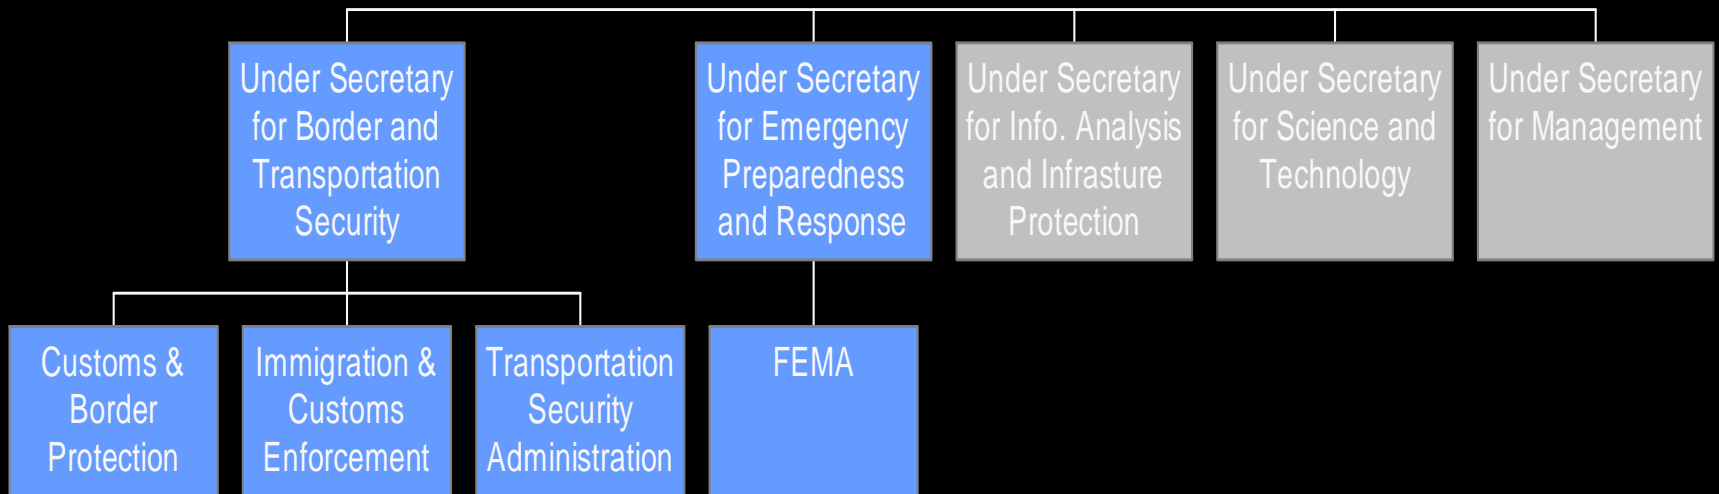 Under Secretary
for Border and
Transportation
Security
Under Secretary
for Emergency
Preparedness
and Response
Under Secretary
for Info. Analysis
and Infrasture
Protection
Under Secretary
for Science and
Technology
Under Secretary
for Management
Customs &
Border
Protection
Immigration &
Customs
Enforcement
Transportation
Security
Administration
FEMA